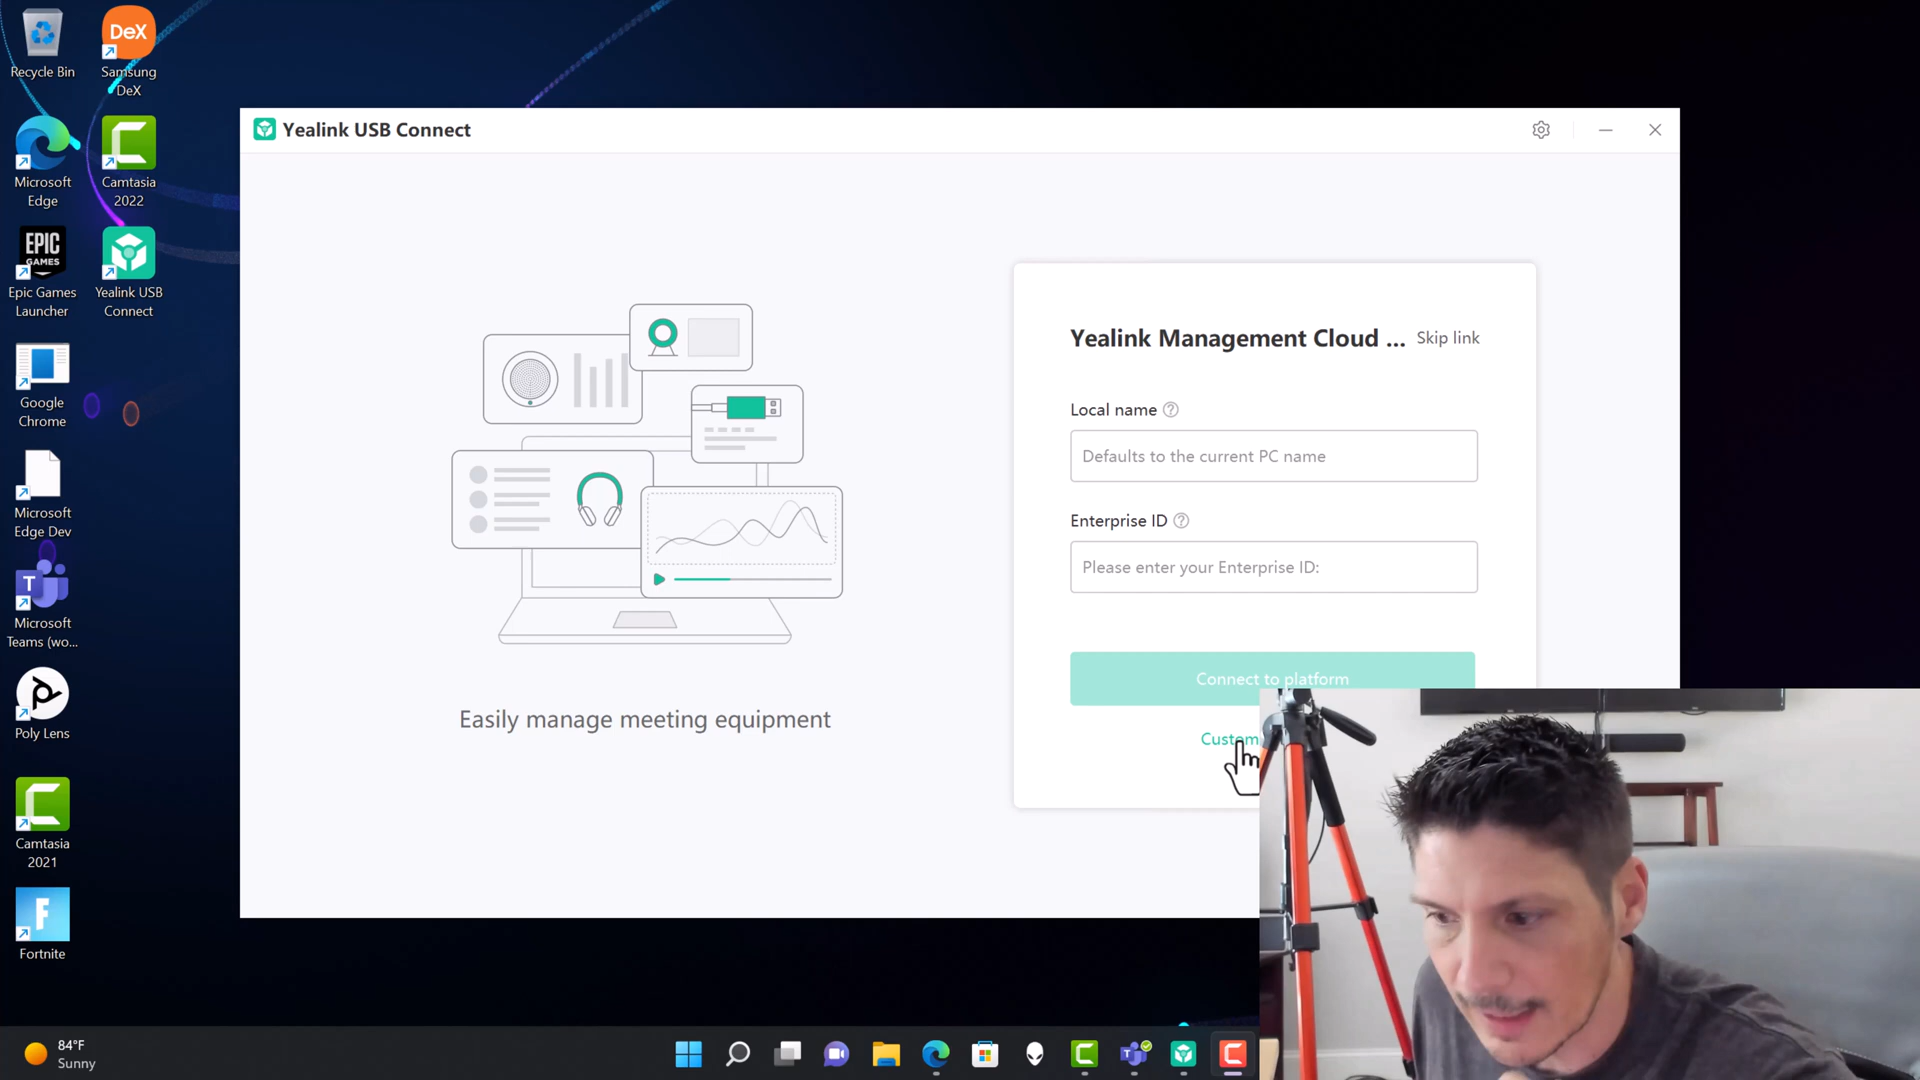 Recycle Bin
DeX
Samsung
DeX
Microsoft
Edge
Camtasia
2022
EPIC
GAMES
Epic Games
Launcher
Yealink USB
Connect
Google
Chrome
Microsoft
Edge Dev
T
Microsoft
Teams (wo...
Poly Lens
Camtasia
2021
F
Fortnite
Yealink USB Connect
Easily manage meeting equipment
Yealink Management Cloud ... Skip link
Local name ?
Defaults to the current PC name
Enterprise ID ?
Please enter your Enterprise ID:
Connect to platform
Custom
84°F
Sunny
T